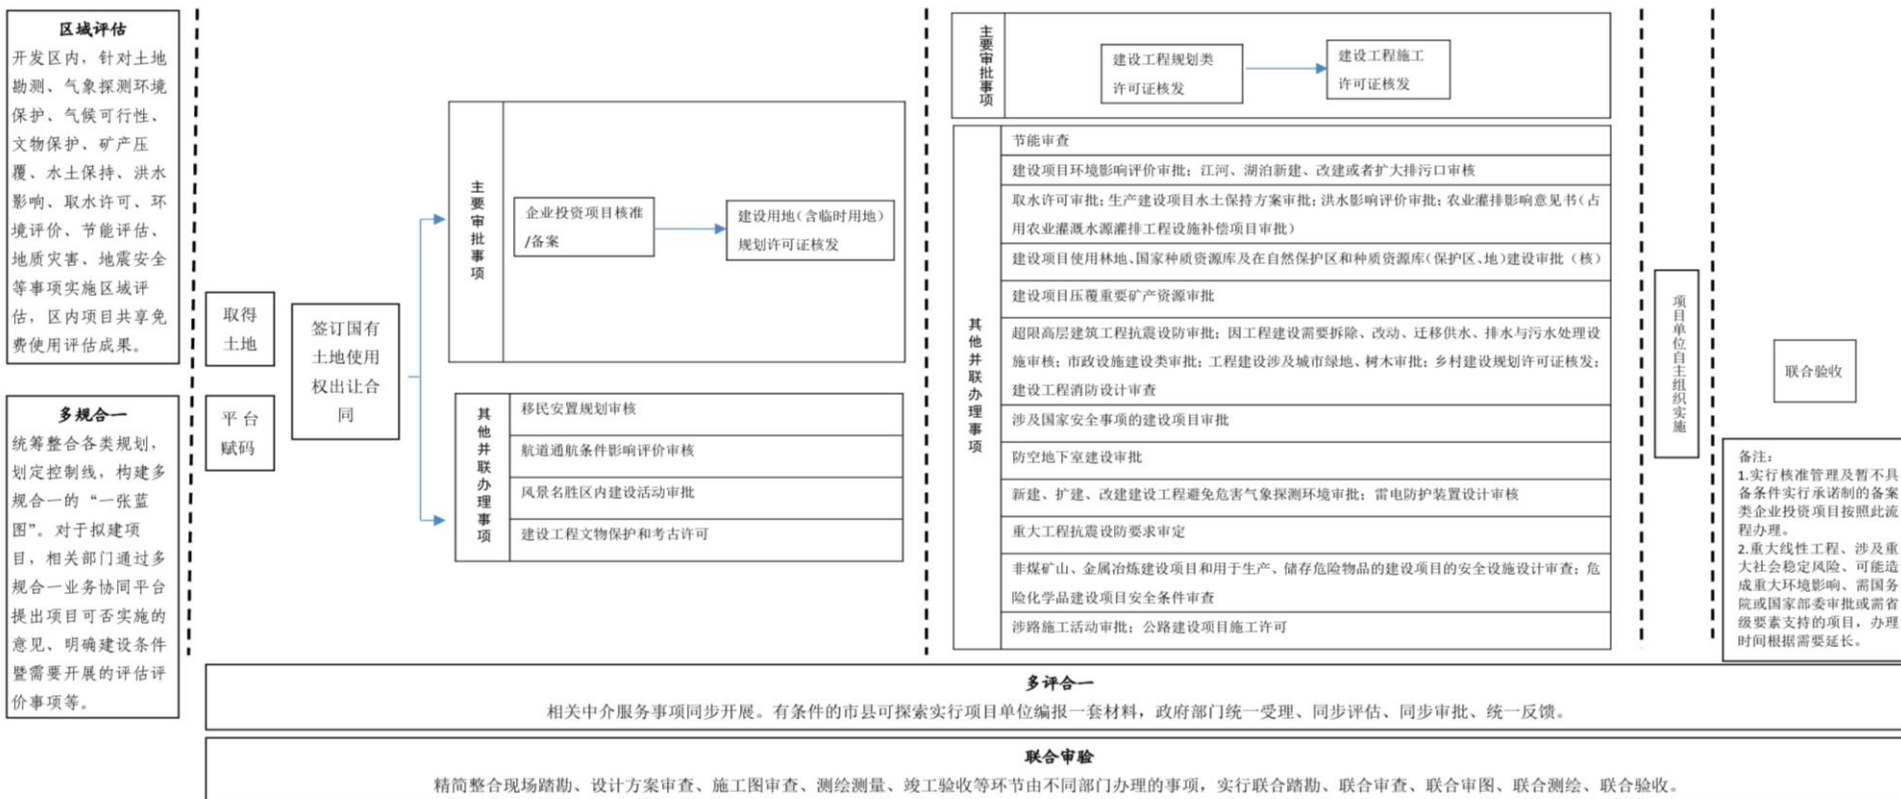 区域评估
开发区内，针对土地
勘测、气象探测环境
保护、气候可行性、
文物保护、矿产压
覆、水土保持、洪水
影响、取水许可、环
境评价、节能评估、
地质灾害、地震安全
等事项实施区域评
估，区内项目共享免
费使用评估成果。
多规合一
统筹整合各类规划，
划定控制线，构建多
规合一的“一张蓝
图”。对于拟建项
目，相关部门通过多
规合一业务协同平台
提出项目可否实施的
意见、明确建设条件
暨需要开展的评估评
价事项等。
取得
土地
平台
赋码
签订国有
土地使用
权出让合
同
主要审批事项
企业投资项目核准
/备案
建设用地（含临时用地）
规划许可证核发
其他并联办理事项
移民安置规划审核
航道通航条件影响评价审核
风景名胜区内建设活动审批
建设工程文物保护和考古许可
主要审批事项
建设工程规划类
许可证核发
建设工程施工
许可证核发
其他并联办理事项
节能审查
建设项目环境影响评价审批；江河、湖泊新建、改建或者扩大排污口审核
取水许可审批；生产建设项目水土保持方案审批；洪水影响评价审批；农业灌排影响意见书（占
用农业灌溉水源灌排工程设施补偿项目审批）
建设项目使用林地、国家种质资源库及在自然保护区和种质资源库（保护区、地）建设审批（核）
建设项目压覆重要矿产资源审批
超限高层建筑工程抗震设防审批；因工程建设需要拆除、改动、迁移供水、排水与污水处理设
施审核；市政设施建设类审批；工程建设涉及城市绿地、树木审批；乡村建设规划许可证核发；
建设工程消防设计审查
涉及国家安全事项的建设项目审批
防空地下室建设审批
新建、扩建、改建建设工程避免危害气象探测环境审批；雷电防护装置设计审核
重大工程抗震设防要求审定
非煤矿山、金属冶炼建设项目和用于生产、储存危险物品的建设项目的安全设施设计审查；危
险化学品建设项目安全条件审查
涉路施工活动审批；公路建设项目施工许可
项目单位自主组织实施
联合验收
备注：
1.实行核准管理及暂不具
备条件实行承诺制的备案
类企业投资项目按照此流
程办理。
2.重大线性工程、涉及重
大社会稳定风险、可能造
成重大环境影响、需国务
院或国家部委审批或需省
级要素支持的项目，办理
时间根据需要延长。
多评合一
相关中介服务事项同步开展。有条件的市县可探索实行项目单位编报一套材料，政府部门统一受理、同步评估、同步审批、统一反馈。
联合审验
精简整合现场踏勘、设计方案审查、施工图审查、测绘测量、竣工验收等环节由不同部门办理的事项，实行联合踏勘、联合审查、联合审图、联合测绘、联合验收。